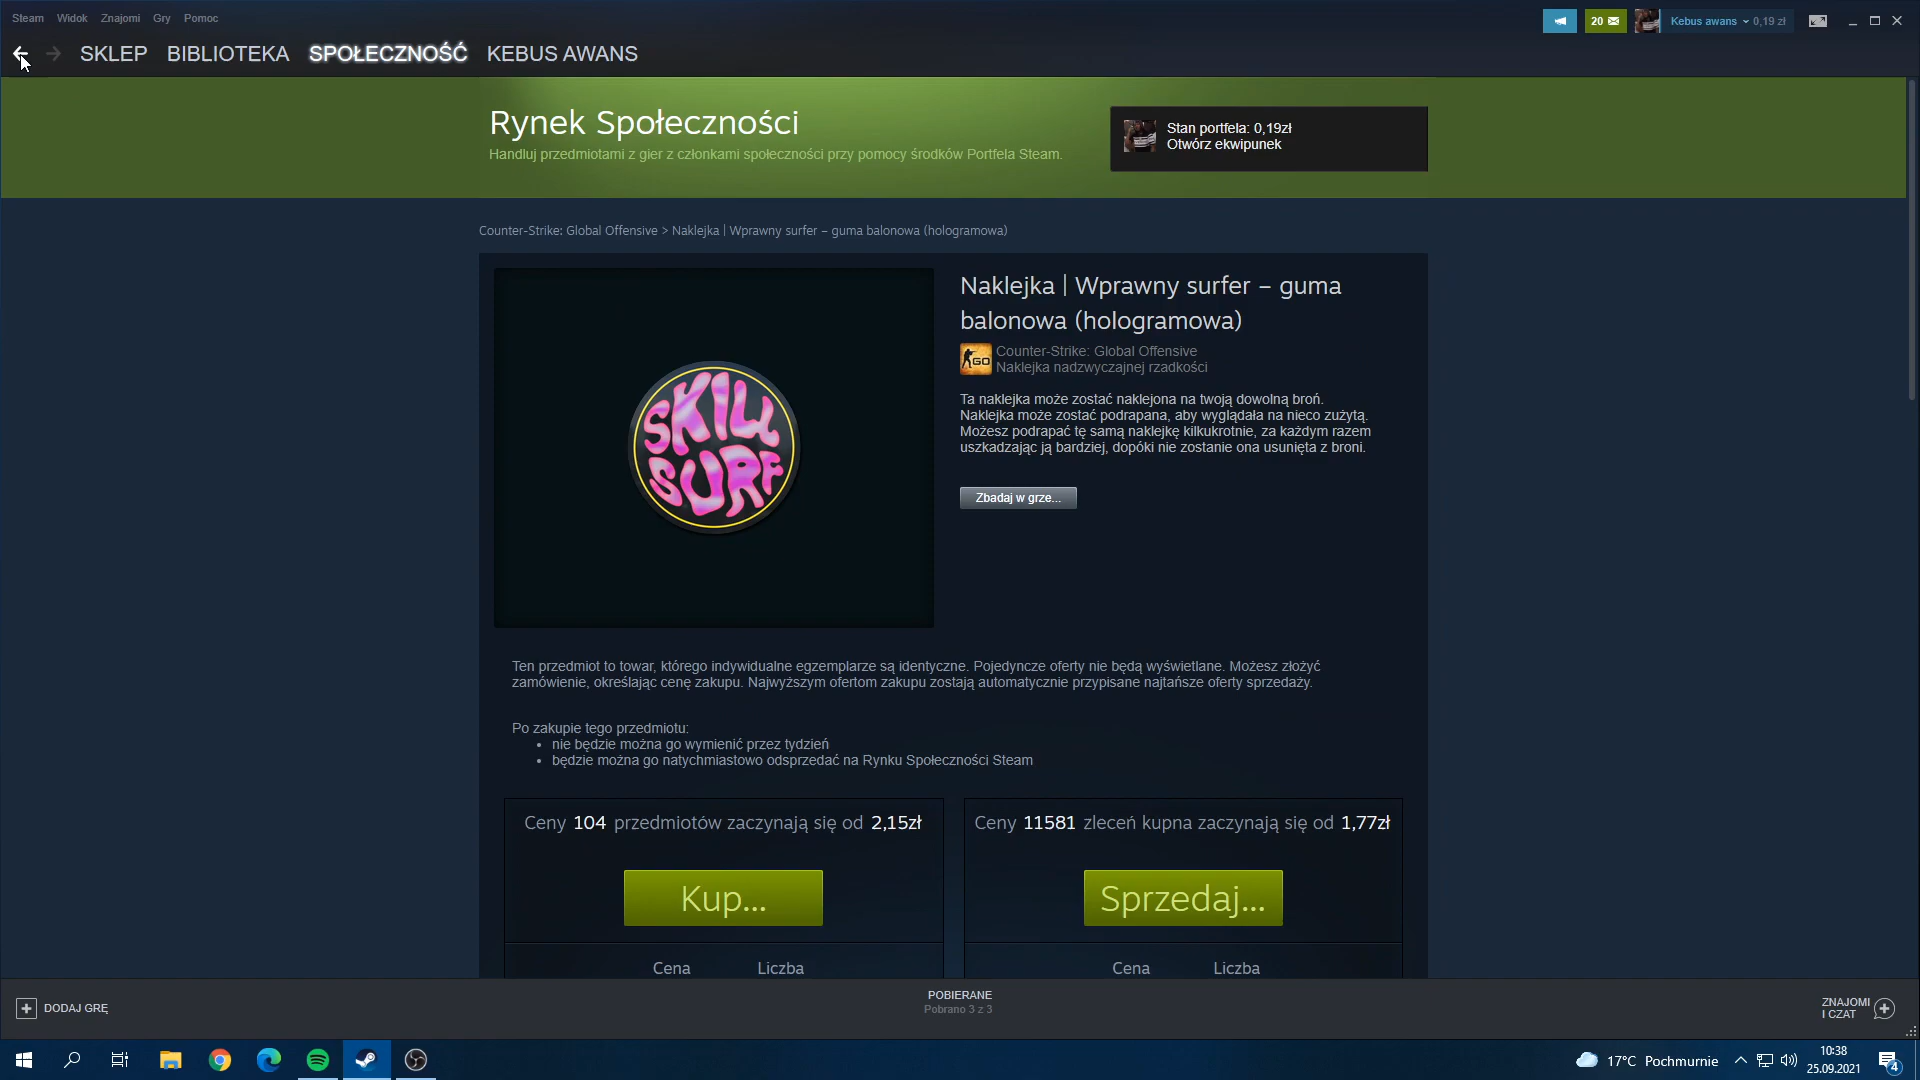 Steam Widok Znajomi Gry Pomoc
20
Kebus awans 0,19 zł
SKLEP BIBLIOTEKA SPOŁECZNOŚĆ KEBUS AWANS
Rynek Społeczności
Handluj przedmiotami z gier z członkami społeczności przy pomocy środków Portfela Steam.
Stan portfela: 0,19zł
Otwórz ekwipunek
Counter-Strike: Global Offensive > Naklejka | Wprawny surfer – guma balonowa (hologramowa)
SKILL
SURF
Naklejka | Wprawny surfer – guma
balonowa (hologramowa)
GO
Counter-Strike: Global Offensive
Naklejka nadzwyczajnej rzadkości
Ta naklejka może zostać naklejona na twoją dowolną broń.
Naklejka może zostać podrapana, aby wyglądała na nieco zużytą.
Możesz podrapać tę samą naklejkę kilkukrotnie, za każdym razem
uszkadzając ją bardziej, dopóki nie zostanie ona usunięta z broni.
Zbadaj w grze...
Ten przedmiot to towar, którego indywidualne egzemplarze są identyczne. Pojedyncze oferty nie będą wyświetlane. Możesz złożyć
zamówienie, określając cenę zakupu. Najwyższym ofertom zakupu zostają automatycznie przypisane najtańsze oferty sprzedaży.
Po zakupie tego przedmiotu:
• nie będzie można go wymienić przez tydzień
• będzie można go natychmiastowo odsprzedać na Rynku Społeczności Steam
Ceny 104 przedmiotów zaczynają się od 2,15zł
Kup...
Cena Liczba
Ceny 11581 zleceń kupna zaczynają się od 1,77zł
Sprzedaj...
Cena Liczba
DODAJ GRĘ
POBIERANE
Pobrano 3 z 3
ZNAJOMI
I CZAT
17°C Pochmurnie
10:38
25.09.2021
4